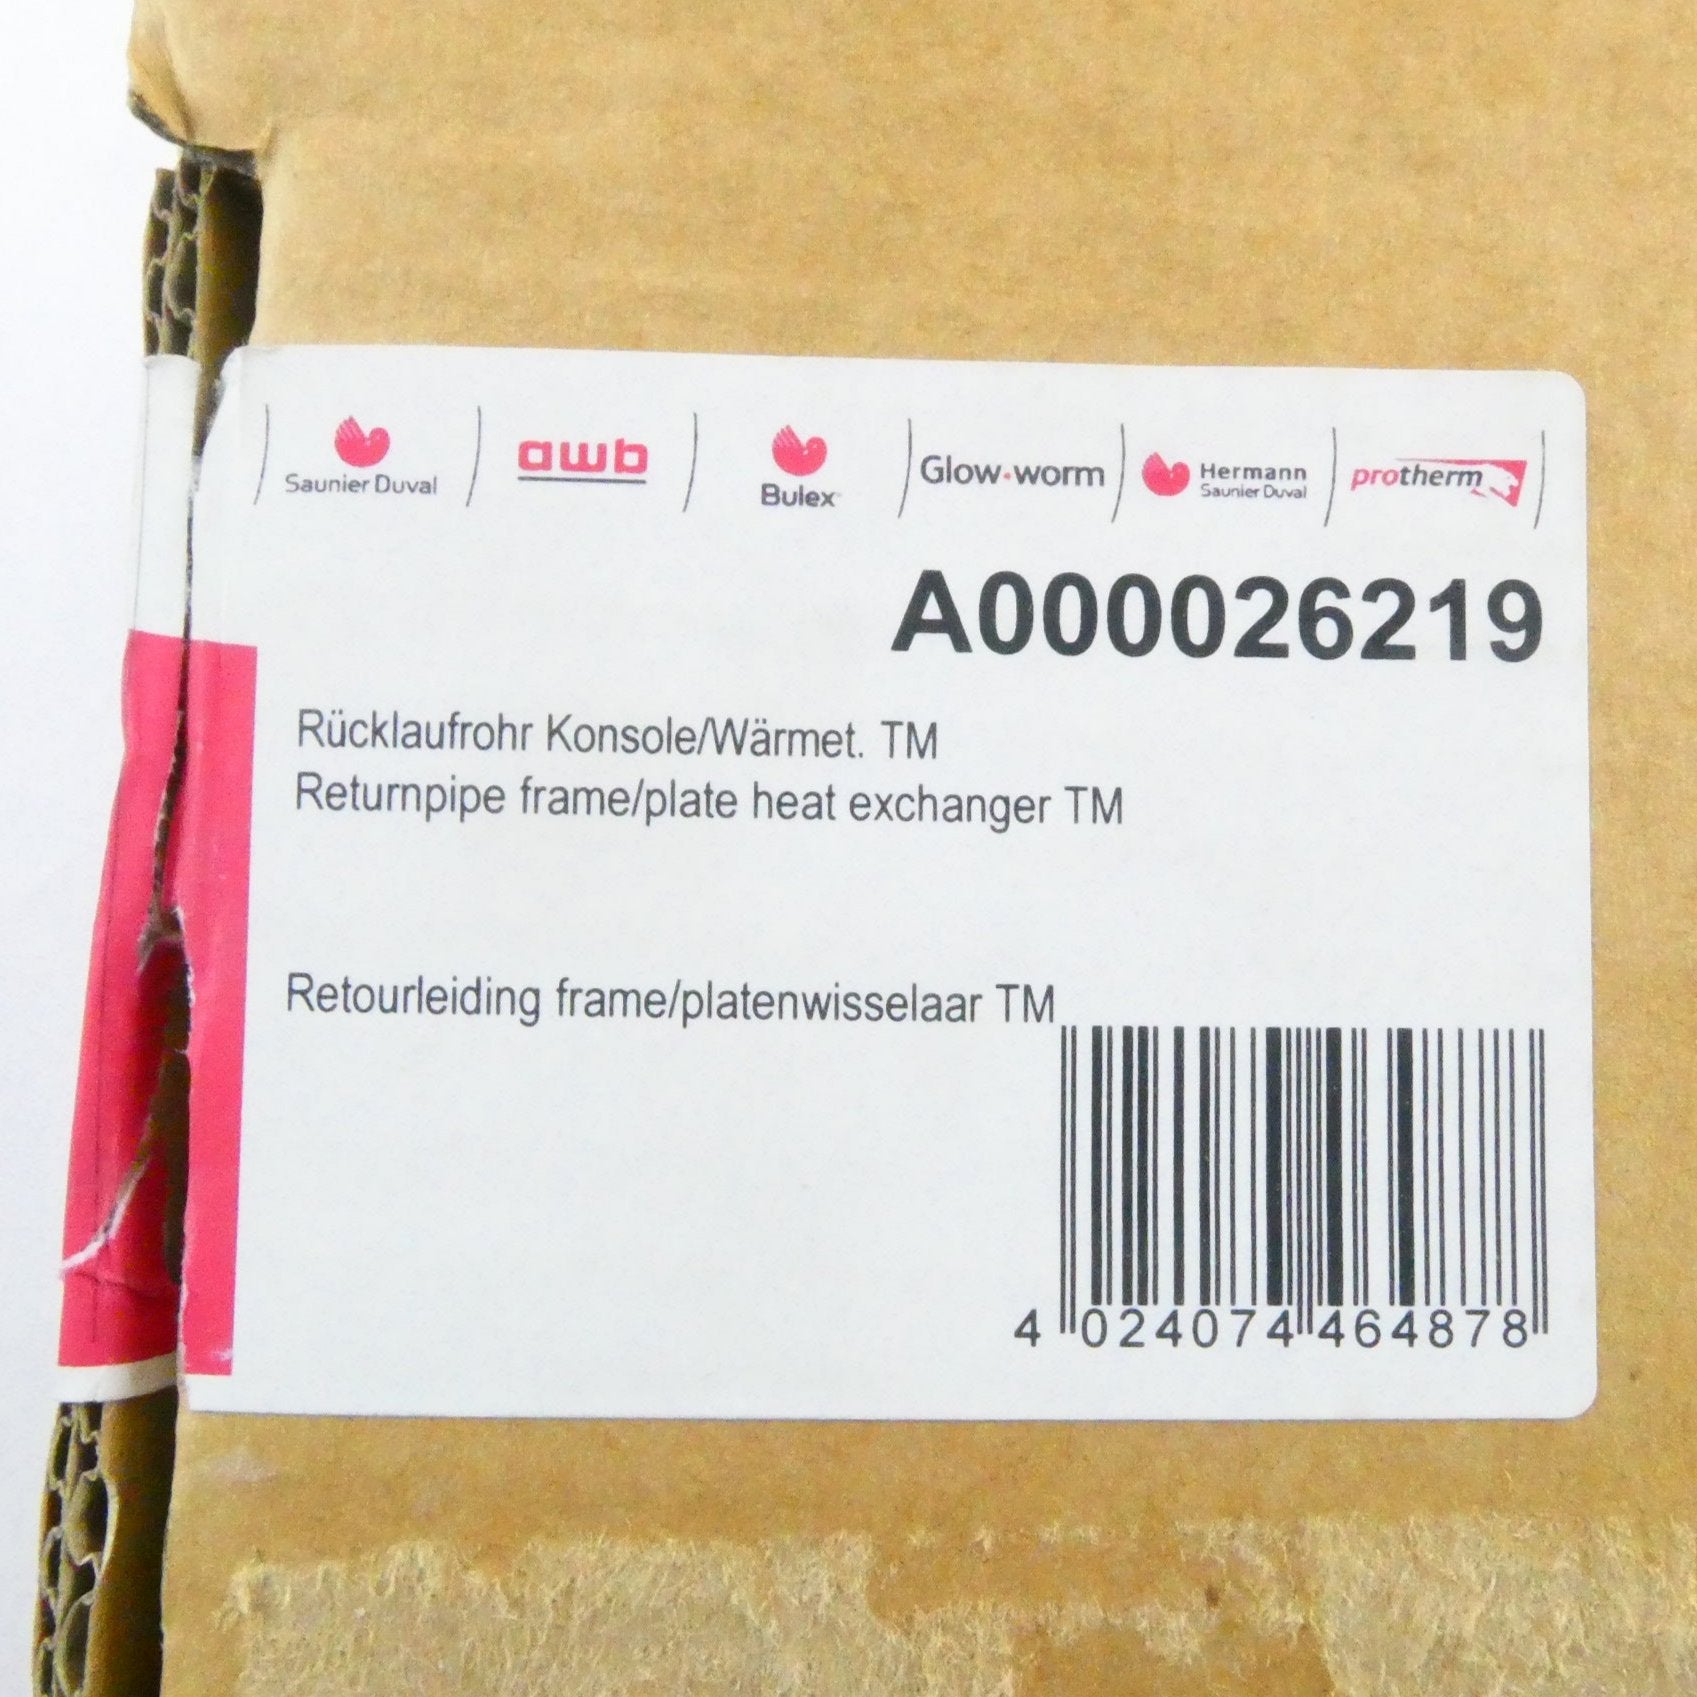 Saunier Duval awb Bulex Glow-worm Hermann Saunier Duval protherm
A000026219
Rücklaufrohr Konsole/Wärmet. TM
Returnpipe frame/plate heat exchanger TM
Retourleiding frame/platenwisselaar TM
4 024074 464878